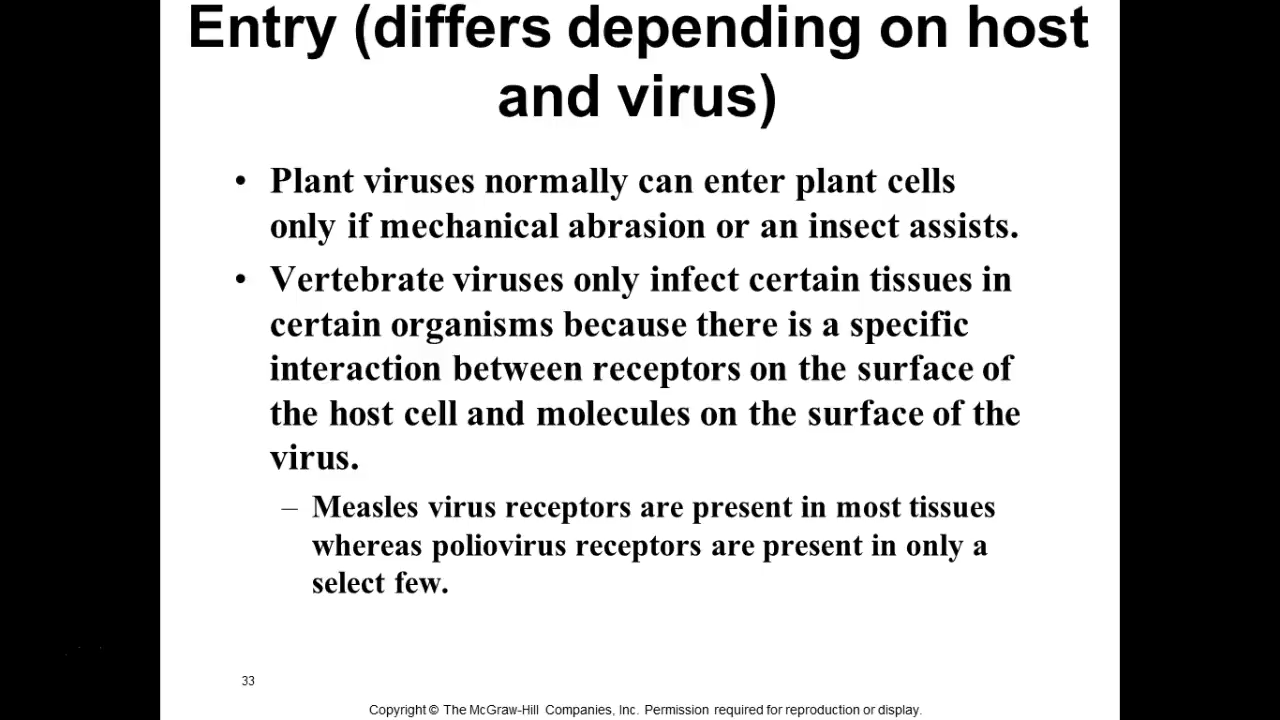 Entry (differs depending on host
and virus)
• Plant viruses normally can enter plant cells
only if mechanical abrasion or an insect assists.
• Vertebrate viruses only infect certain tissues in
certain organisms because there is a specific
interaction between receptors on the surface of
the host cell and molecules on the surface of the
virus.
– Measles virus receptors are present in most tissues
whereas poliovirus receptors are present in only a
select few.
33
Copyright © The McGraw-Hill Companies, Inc. Permission required for reproduction or display.